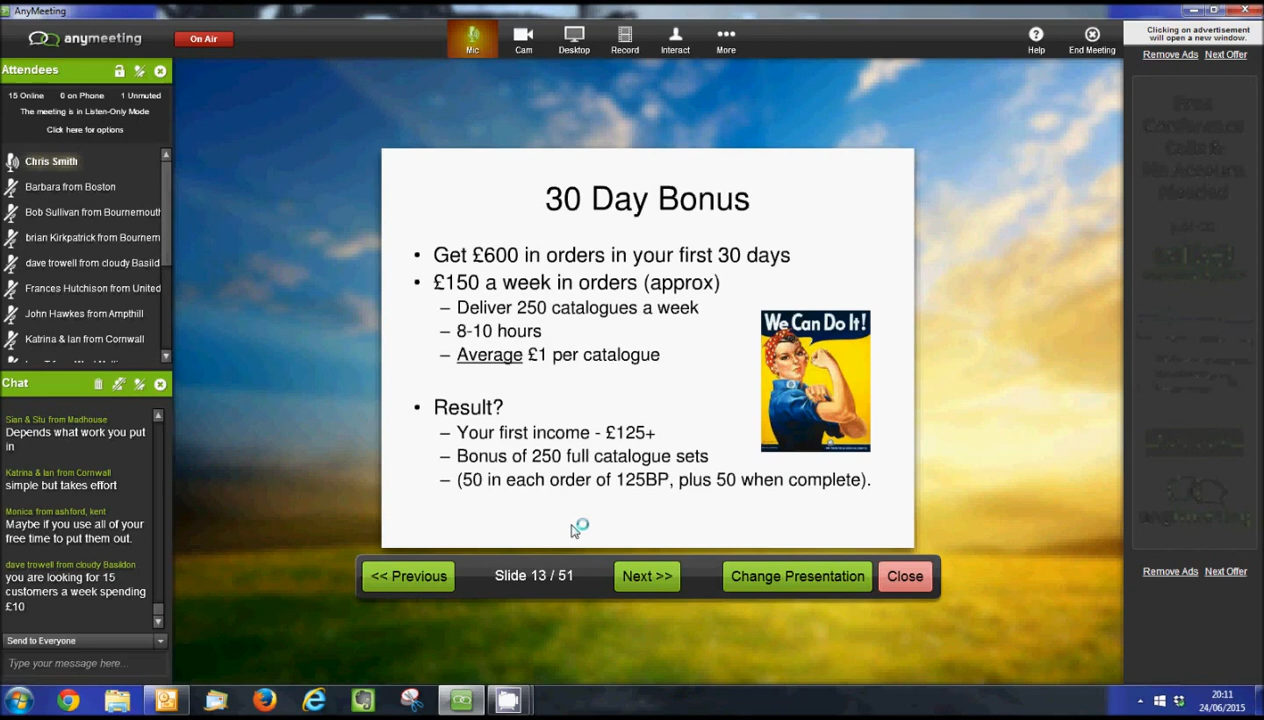 AnyMeeting
anymeeting
On Air
Mic
Cam
Desktop
Record
Interact
More
Help
End Meeting
Clicking on advertisement
will open a new window.
Remove Ads Next Offer
Attendees
15 Online 0 on Phone 1 Unmuted
The meeting is in Listen-Only Mode
Click here for options
Chris Smith
Barbara from Boston
Bob Sullivan from Bournemouth
brian Kirkpatrick from Bournem
dave trowell from cloudy Basild
Frances Hutchison from United
John Hawkes from Ampthill
Katrina & Ian from Cornwall
Chat
Sian & Stu from Madhouse
Depends what work you put
in
Katrina & Ian from Cornwall
simple but takes effort
Monica from ashford, kent
Maybe if you use all of your
free time to put them out.
dave trowell from cloudy Basildon
you are looking for 15
customers a week spending
£10
Send to Everyone
Type your message here...
30 Day Bonus
• Get £600 in orders in your first 30 days
• £150 a week in orders (approx)
– Deliver 250 catalogues a week
– 8-10 hours
– Average £1 per catalogue
We Can Do It!
• Result?
– Your first income - £125+
– Bonus of 250 full catalogue sets
– (50 in each order of 125BP, plus 50 when complete).
<< Previous
Slide 13 / 51
Next >>
Change Presentation
Close
Free
Conference
Calls
No Account
Needed
anymeeting
Remove Ads Next Offer
20:11
24/06/2015